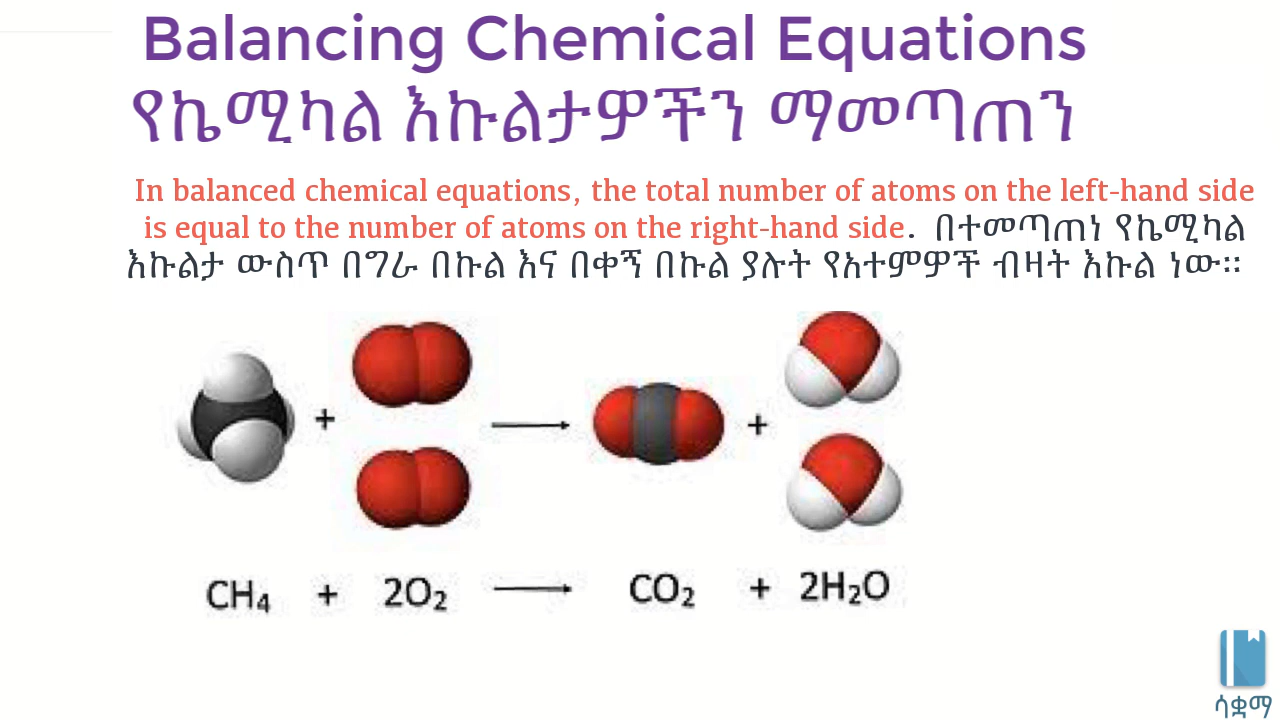 Balancing Chemical Equations
የኬሚካል እኩልታዎችን ማመጣጠን
In balanced chemical equations, the total number of atoms on the left-hand side
is equal to the number of atoms on the right-hand side. በተመጣጠነ የኬሚካል
እኩልታ ውስጥ በግራ በኩል እና በቀኝ በኩል ያሉት የአተምዎች ብዛት እኩል ነው፡፡
+ +
CH₄ + 2O₂ ⟶ CO₂ + 2H₂O
ሳቋማ